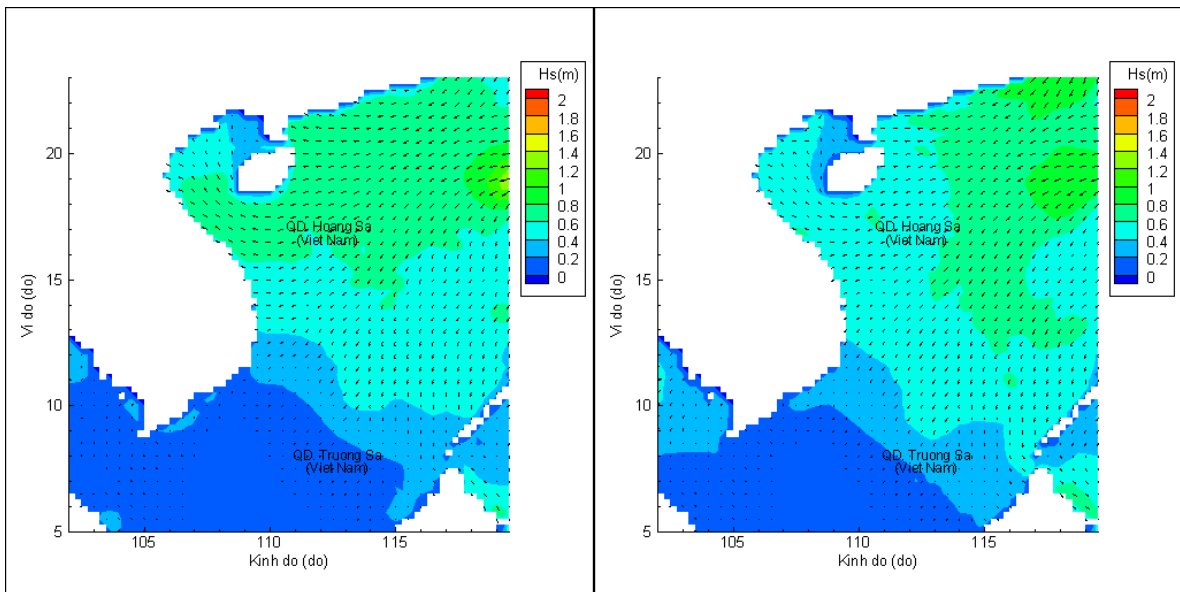 Hs(m)
2
1.8
1.6
1.4
1.2
1
0.8
0.6
0.4
0.2
0
20
15
10
5
Vi do (do)
QD. Hoang Sa
(Viet Nam)
QD. Truong Sa
(Viet Nam)
105
110
115
Kinh do (do)
Hs(m)
2
1.8
1.6
1.4
1.2
1
0.8
0.6
0.4
0.2
0
20
15
10
5
Vi do (do)
QD. Hoang Sa
(Viet Nam)
QD. Truong Sa
(Viet Nam)
105
110
115
Kinh do (do)